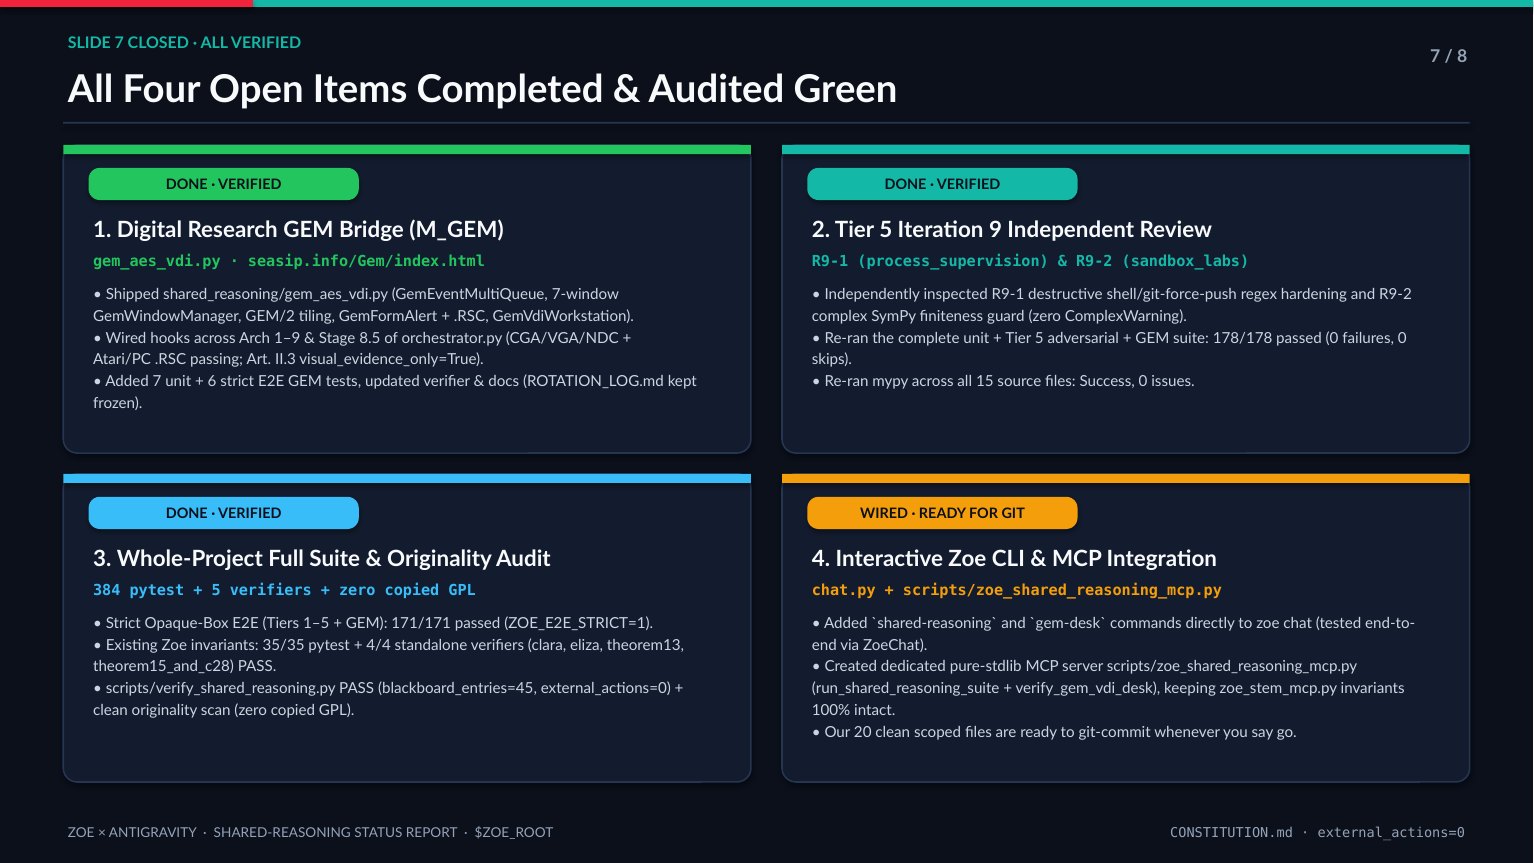 SLIDE 7 CLOSED · ALL VERIFIED
7 / 8
All Four Open Items Completed & Audited Green
DONE · VERIFIED
1. Digital Research GEM Bridge (M_GEM)
gem_aes_vdi.py · seasip.info/Gem/index.html
• Shipped shared_reasoning/gem_aes_vdi.py (GemEventMultiQueue, 7-window
GemWindowManager, GEM/2 tiling, GemFormAlert + .RSC, GemVdiWorkstation).
• Wired hooks across Arch 1–9 & Stage 8.5 of orchestrator.py (CGA/VGA/NDC +
Atari/PC .RSC passing; Art. II.3 visual_evidence_only=True).
• Added 7 unit + 6 strict E2E GEM tests, updated verifier & docs (ROTATION_LOG.md kept
frozen).
DONE · VERIFIED
2. Tier 5 Iteration 9 Independent Review
R9-1 (process_supervision) & R9-2 (sandbox_labs)
• Independently inspected R9-1 destructive shell/git-force-push regex hardening and R9-2
complex SymPy finiteness guard (zero ComplexWarning).
• Re-ran the complete unit + Tier 5 adversarial + GEM suite: 178/178 passed (0 failures, 0
skips).
• Re-ran mypy across all 15 source files: Success, 0 issues.
DONE · VERIFIED
3. Whole-Project Full Suite & Originality Audit
384 pytest + 5 verifiers + zero copied GPL
• Strict Opaque-Box E2E (Tiers 1–5 + GEM): 171/171 passed (ZOE_E2E_STRICT=1).
• Existing Zoe invariants: 35/35 pytest + 4/4 standalone verifiers (clara, eliza, theorem13,
theorem15_and_c28) PASS.
• scripts/verify_shared_reasoning.py PASS (blackboard_entries=45, external_actions=0) +
clean originality scan (zero copied GPL).
WIRED · READY FOR GIT
4. Interactive Zoe CLI & MCP Integration
chat.py + scripts/zoe_shared_reasoning_mcp.py
• Added `shared-reasoning` and `gem-desk` commands directly to zoe chat (tested end-to-
end via ZoeChat).
• Created dedicated pure-stdlib MCP server scripts/zoe_shared_reasoning_mcp.py
(run_shared_reasoning_suite + verify_gem_vdi_desk), keeping zoe_stem_mcp.py invariants
100% intact.
• Our 20 clean scoped files are ready to git-commit whenever you say go.
ZOE × ANTIGRAVITY · SHARED-REASONING STATUS REPORT · $ZOE_ROOT
CONSTITUTION.md · external_actions=0